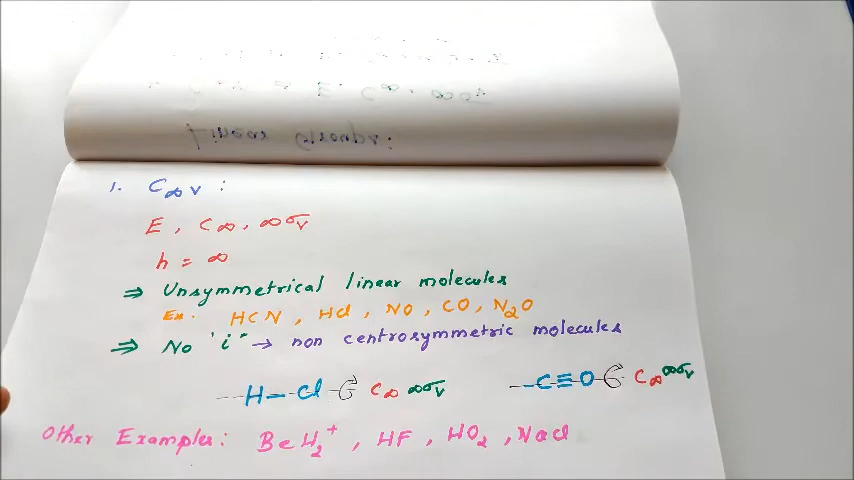 1. C∞v :
E, C∞, ∞σv
h = ∞
⇒ Unsymmetrical linear molecules
Ex. HCN, Hcl, NO, CO, N2O
⇒ No 'i' → non centrosymmetric molecules
H-Cl C∞ ∞σv C≡O C∞ ∞σv
Other Examples: BeH2+, HF, HO2, Nacl